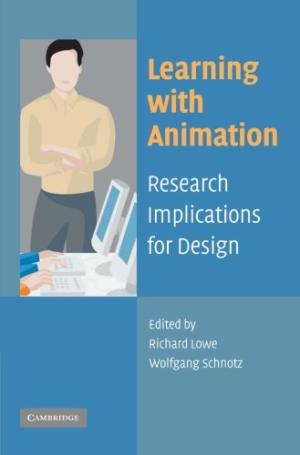 Learning
with
Animation
Research
Implications
for Design
Edited by
Richard Lowe
Wolfgang Schnotz
CAMBRIDGE